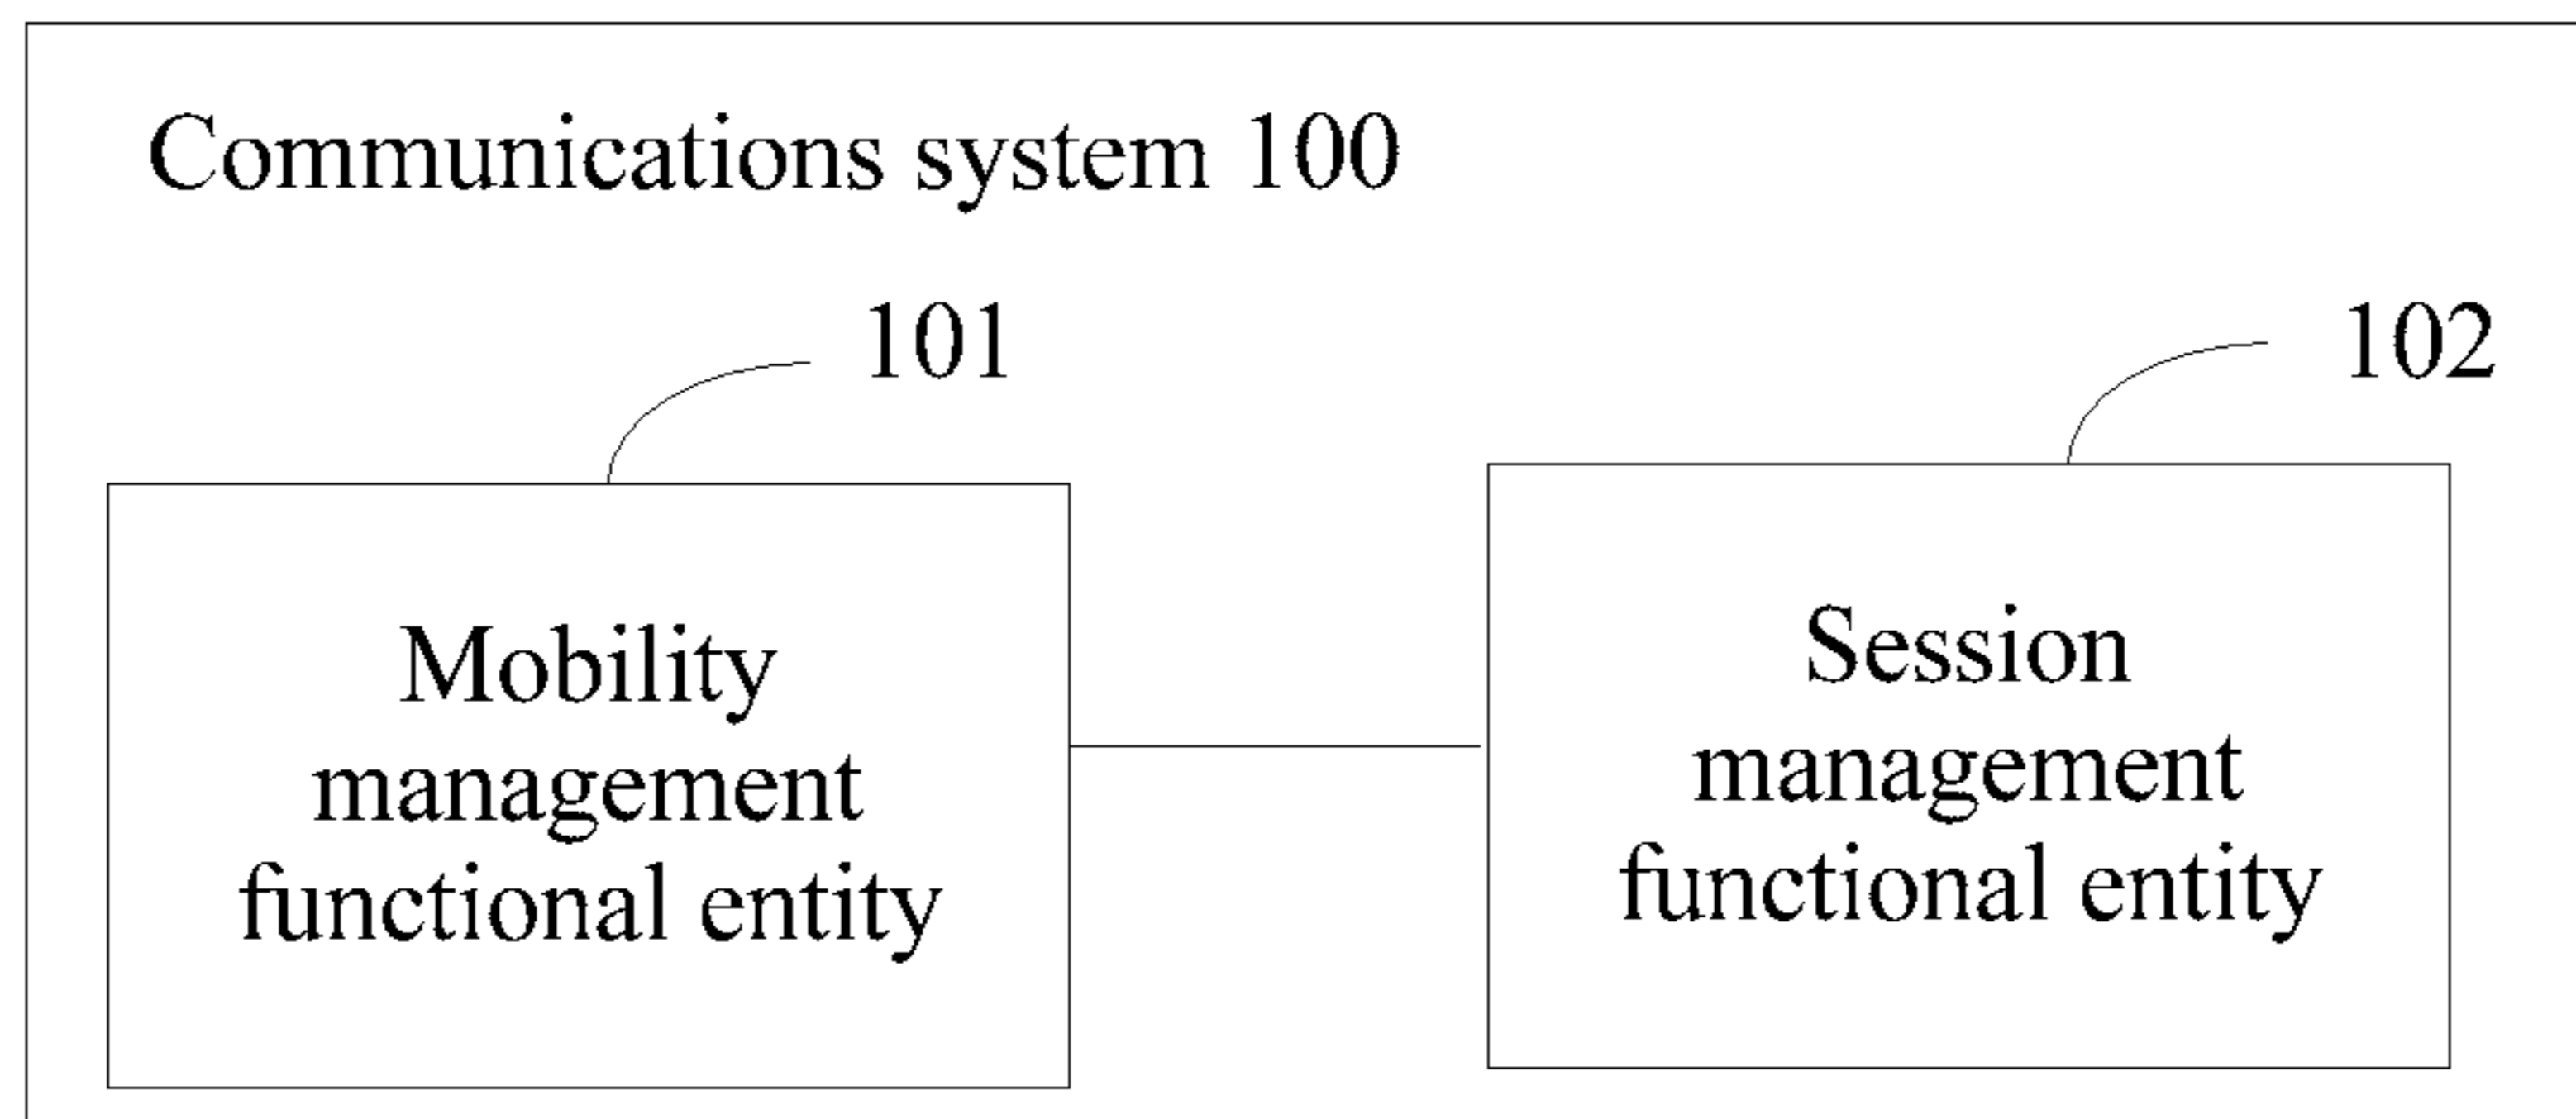 Communications system 100
101
102
Mobility
management
functional entity
Session
management
functional entity